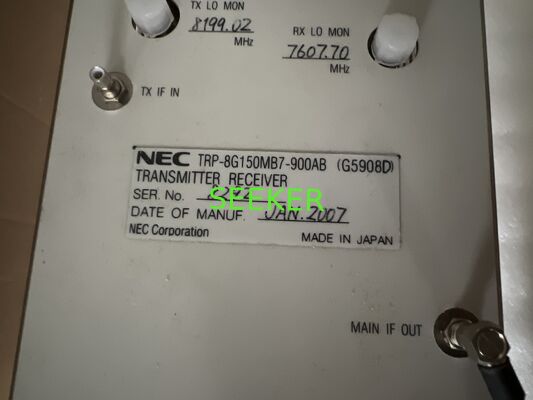 TX LO MON
8199.02
MHz
RX LO MON
7607.70
MHz
TX IF IN
NEC TRP-8G150MB7-900AB (G5908D)
TRANSMITTER RECEIVER
SER. No.
SEEKER
DATE OF MANUF. JAN.2007
NEC Corporation
MADE IN JAPAN
MAIN IF OUT